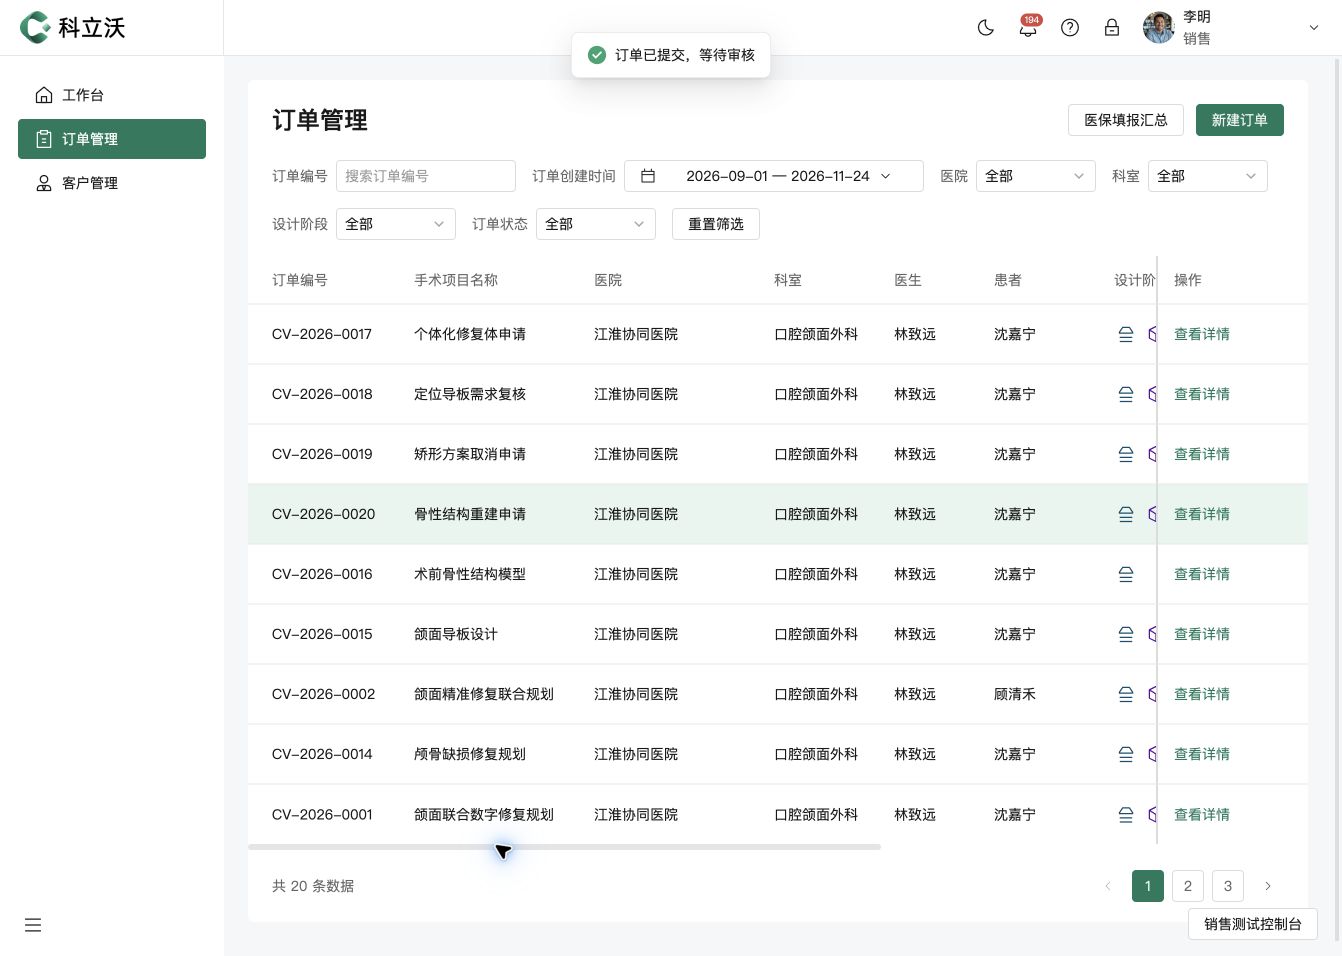 科立沃
194
李明
销售
订单已提交，等待审核
工作台
订单管理
客户管理
订单管理
医保填报汇总
新建订单
订单编号 搜索订单编号 订单创建时间 2026-09-01 — 2026-11-24 医院 全部 科室 全部
设计阶段 全部 订单状态 全部 重置筛选
订单编号 手术项目名称 医院 科室 医生 患者 设计阶 操作
CV-2026-0017 个体化修复体申请 江淮协同医院 口腔颌面外科 林致远 沈嘉宁 查看详情
CV-2026-0018 定位导板需求复核 江淮协同医院 口腔颌面外科 林致远 沈嘉宁 查看详情
CV-2026-0019 矫形方案取消申请 江淮协同医院 口腔颌面外科 林致远 沈嘉宁 查看详情
CV-2026-0020 骨性结构重建申请 江淮协同医院 口腔颌面外科 林致远 沈嘉宁 查看详情
CV-2026-0016 术前骨性结构模型 江淮协同医院 口腔颌面外科 林致远 沈嘉宁 查看详情
CV-2026-0015 颌面导板设计 江淮协同医院 口腔颌面外科 林致远 沈嘉宁 查看详情
CV-2026-0002 颌面精准修复联合规划 江淮协同医院 口腔颌面外科 林致远 顾清禾 查看详情
CV-2026-0014 颅骨缺损修复规划 江淮协同医院 口腔颌面外科 林致远 沈嘉宁 查看详情
CV-2026-0001 颌面联合数字修复规划 江淮协同医院 口腔颌面外科 林致远 沈嘉宁 查看详情
共 20 条数据
1 2 3
销售测试控制台